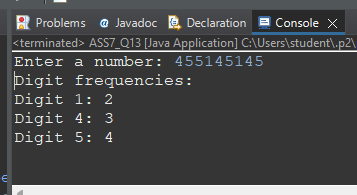 Problems @ Javadoc Declaration Console
<terminated> ASS7_Q13 [Java Application] C:\Users\student\.p2\
Enter a number: 455145145
Digit frequencies:
Digit 1: 2
Digit 4: 3
Digit 5: 4